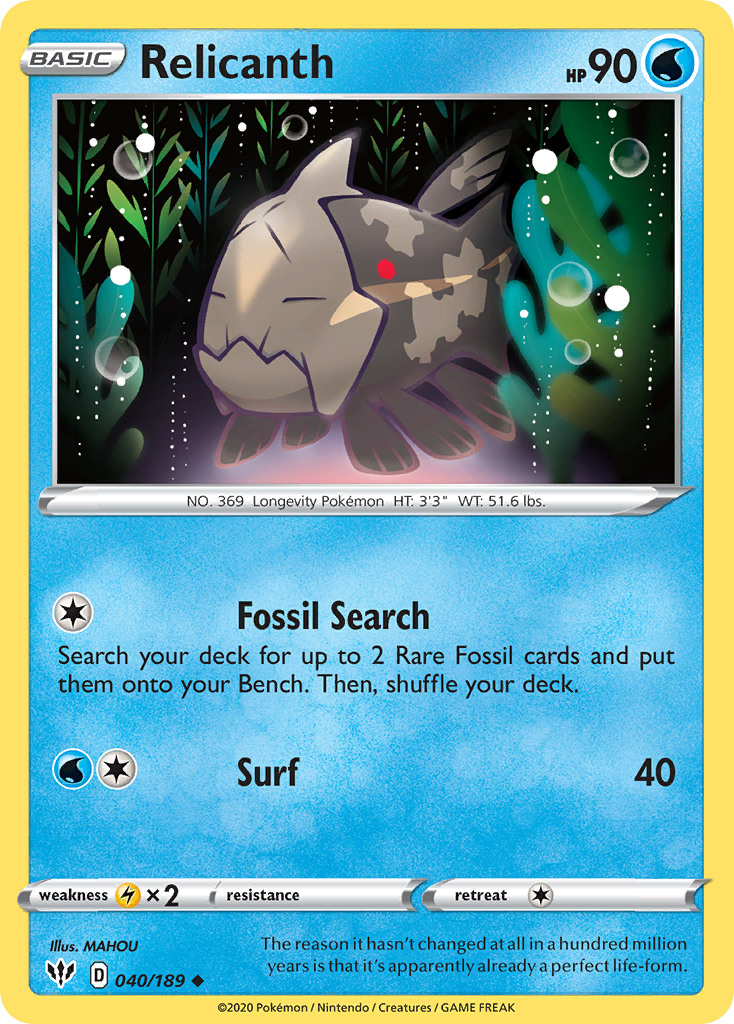 BASIC
Relicanth
HP 90
NO. 369 Longevity Pokémon HT: 3'3" WT: 51.6 lbs.
Fossil Search
Search your deck for up to 2 Rare Fossil cards and put
them onto your Bench. Then, shuffle your deck.
Surf 40
weakness ×2 resistance retreat
Illus. MAHOU
The reason it hasn't changed at all in a hundred million
years is that it's apparently already a perfect life-form.
D 040/189
©2020 Pokémon / Nintendo / Creatures / GAME FREAK